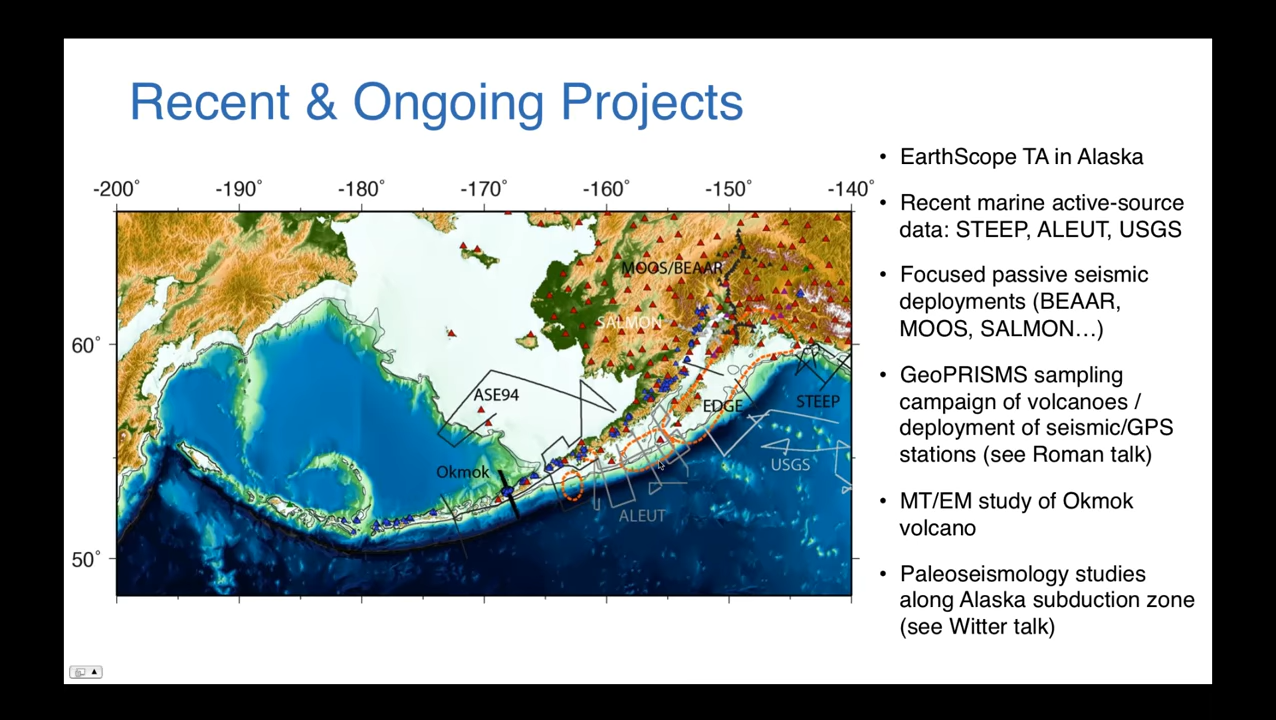 Recent & Ongoing Projects
-200° -190° -180° -170° -160° -150° -140°
60°
50°
MOOS/BEAAR
SALMON
ASE94
EDGE
STEEP
Okmok
USGS
ALEUT
• EarthScope TA in Alaska
• Recent marine active-source
data: STEEP, ALEUT, USGS
• Focused passive seismic
deployments (BEAAR,
MOOS, SALMON…)
• GeoPRISMS sampling
campaign of volcanoes /
deployment of seismic/GPS
stations (see Roman talk)
• MT/EM study of Okmok
volcano
• Paleoseismology studies
along Alaska subduction zone
(see Witter talk)